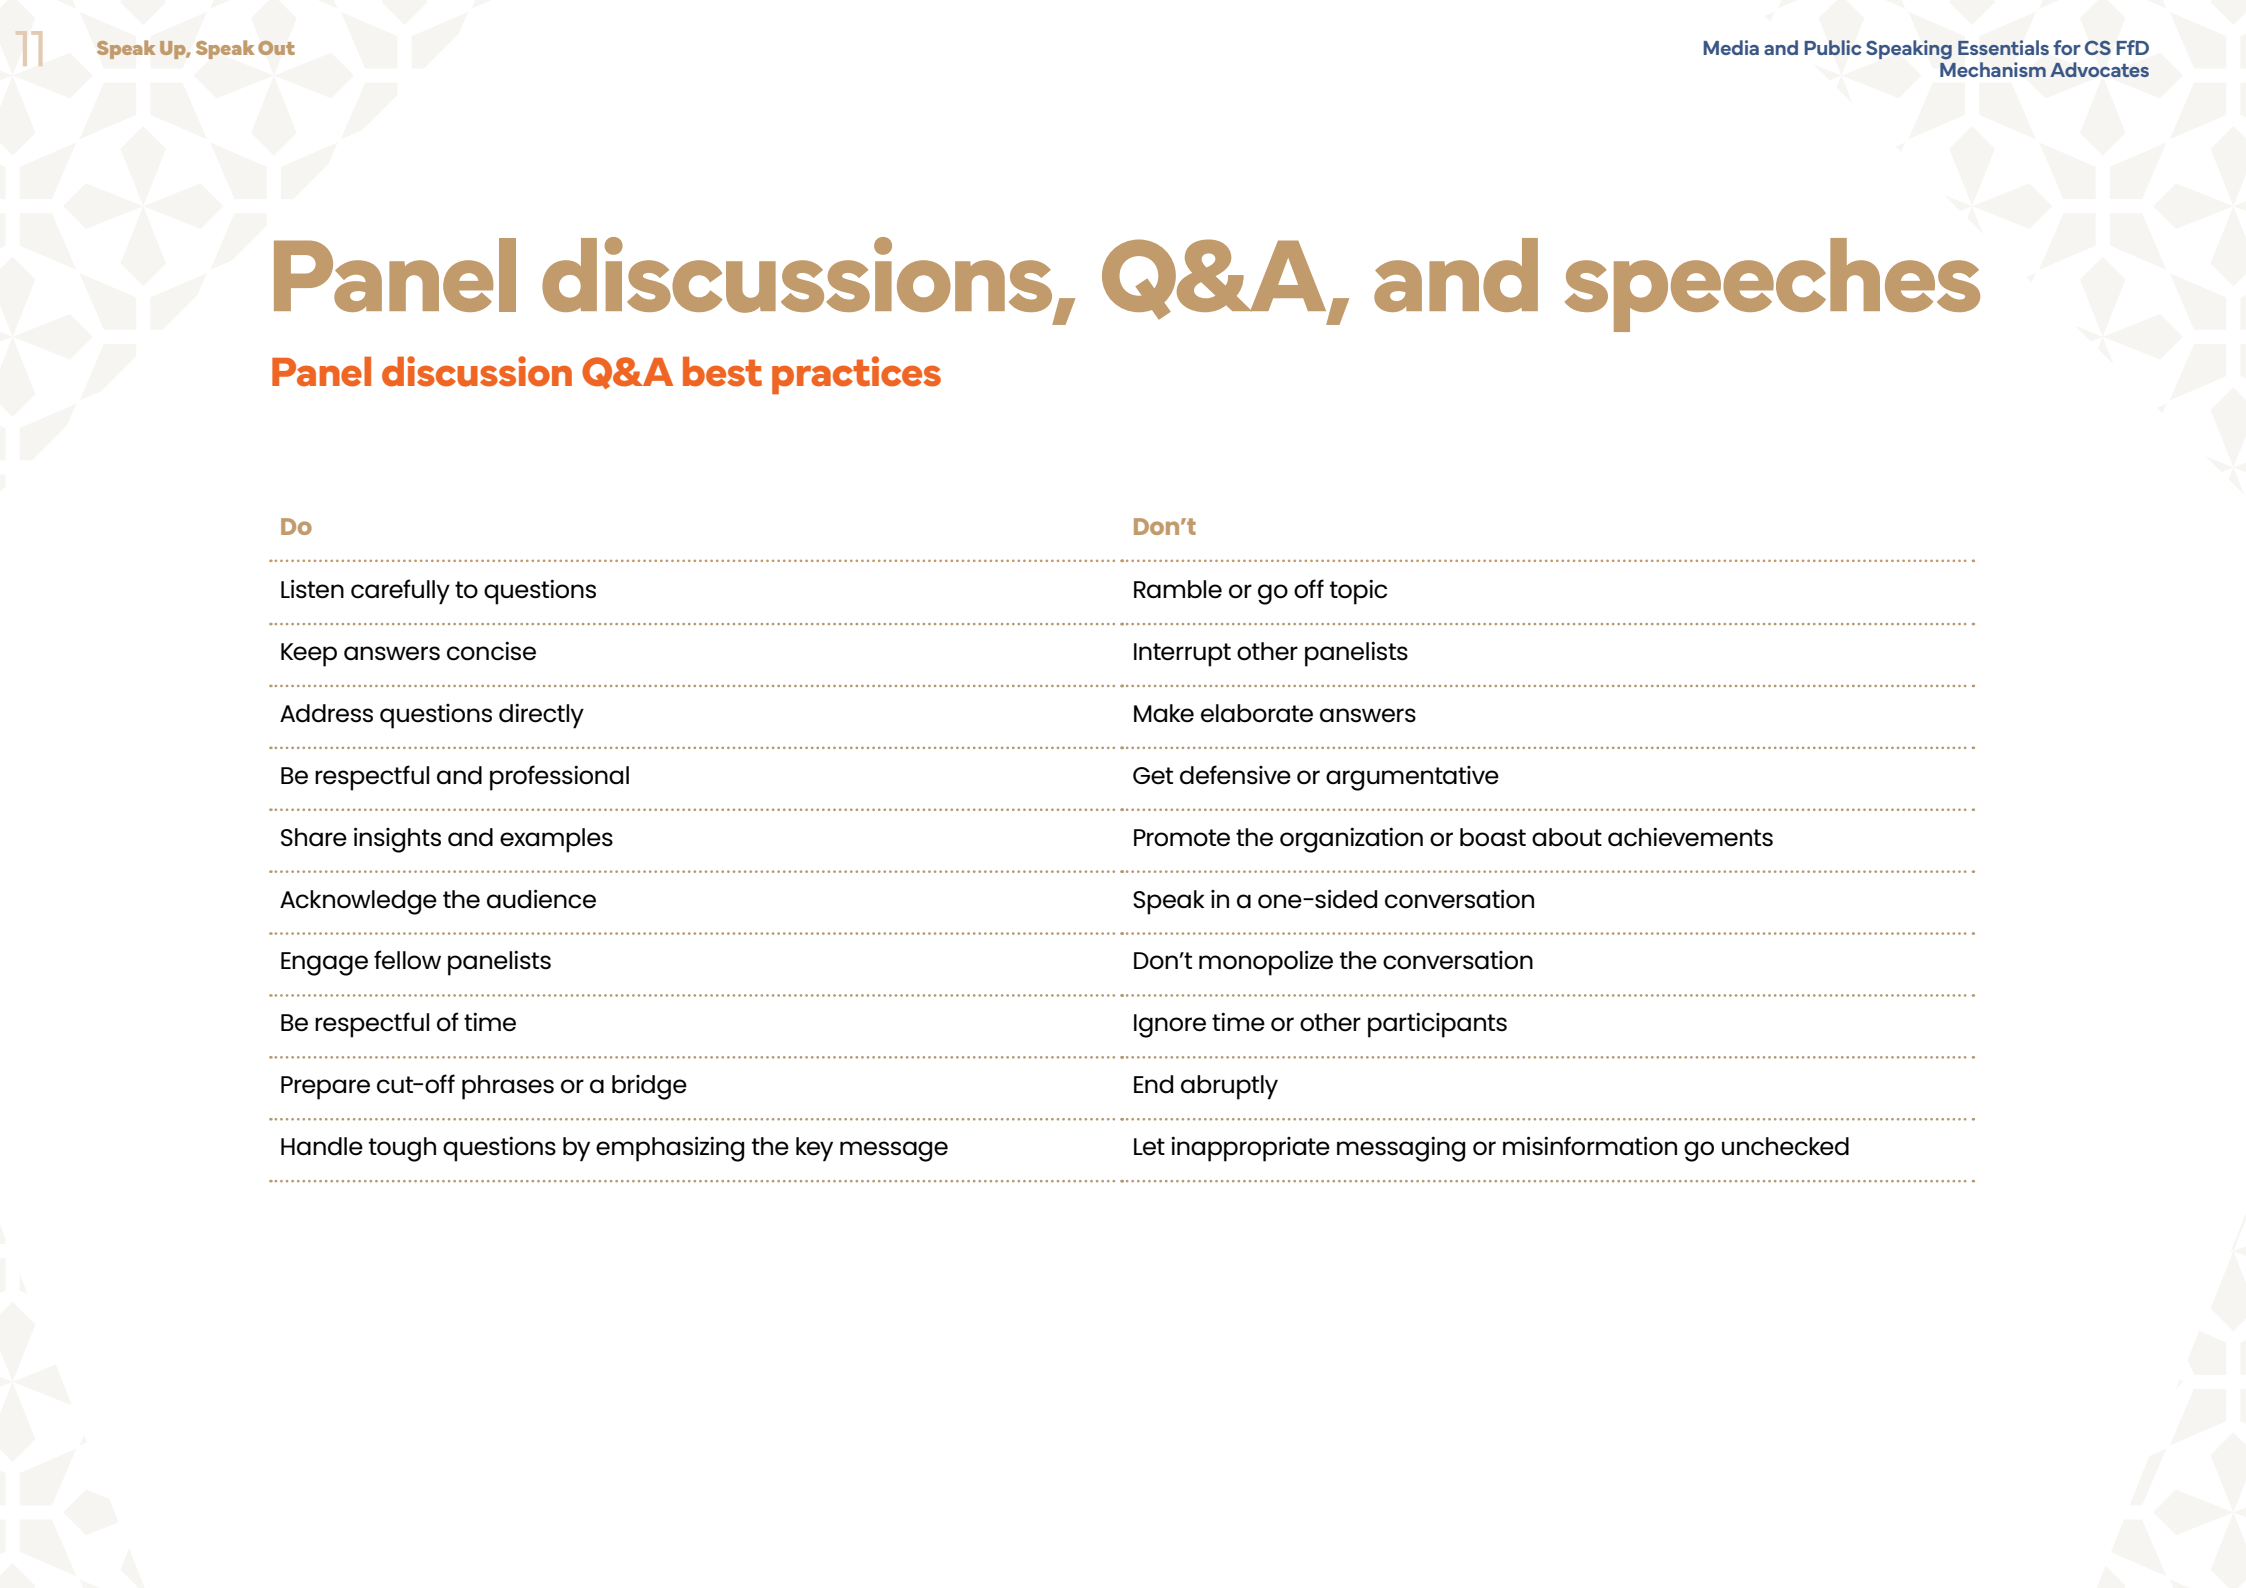 11
Speak Up, Speak Out
Media and Public Speaking Essentials for CS FfD
Mechanism Advocates
Panel discussions, Q&A, and speeches
Panel discussion Q&A best practices
Do Don’t
Listen carefully to questions Ramble or go off topic
Keep answers concise Interrupt other panelists
Address questions directly Make elaborate answers
Be respectful and professional Get defensive or argumentative
Share insights and examples Promote the organization or boast about achievements
Acknowledge the audience Speak in a one-sided conversation
Engage fellow panelists Don’t monopolize the conversation
Be respectful of time Ignore time or other participants
Prepare cut-off phrases or a bridge End abruptly
Handle tough questions by emphasizing the key message Let inappropriate messaging or misinformation go unchecked